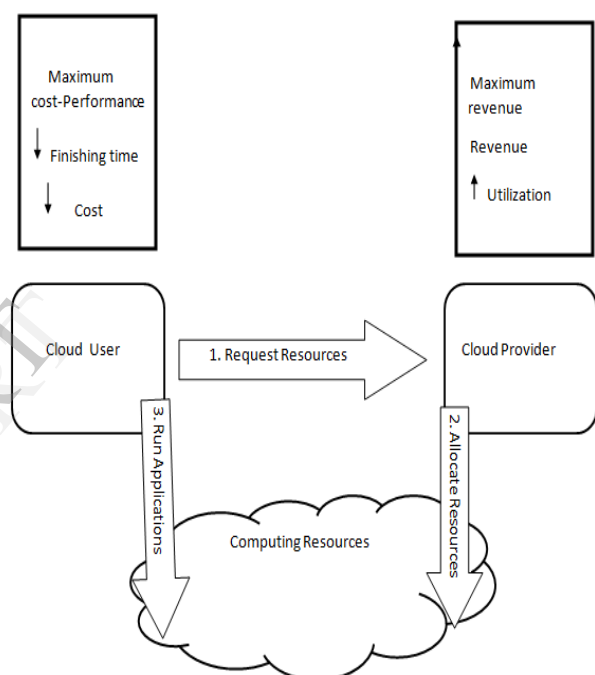 Maximum
cost-Performance
Finishing time
Cost
Maximum
revenue
Revenue
Utilization
Cloud User
1. Request Resources
Cloud Provider
3. Run Applications
2. Allocate Resources
Computing Resources